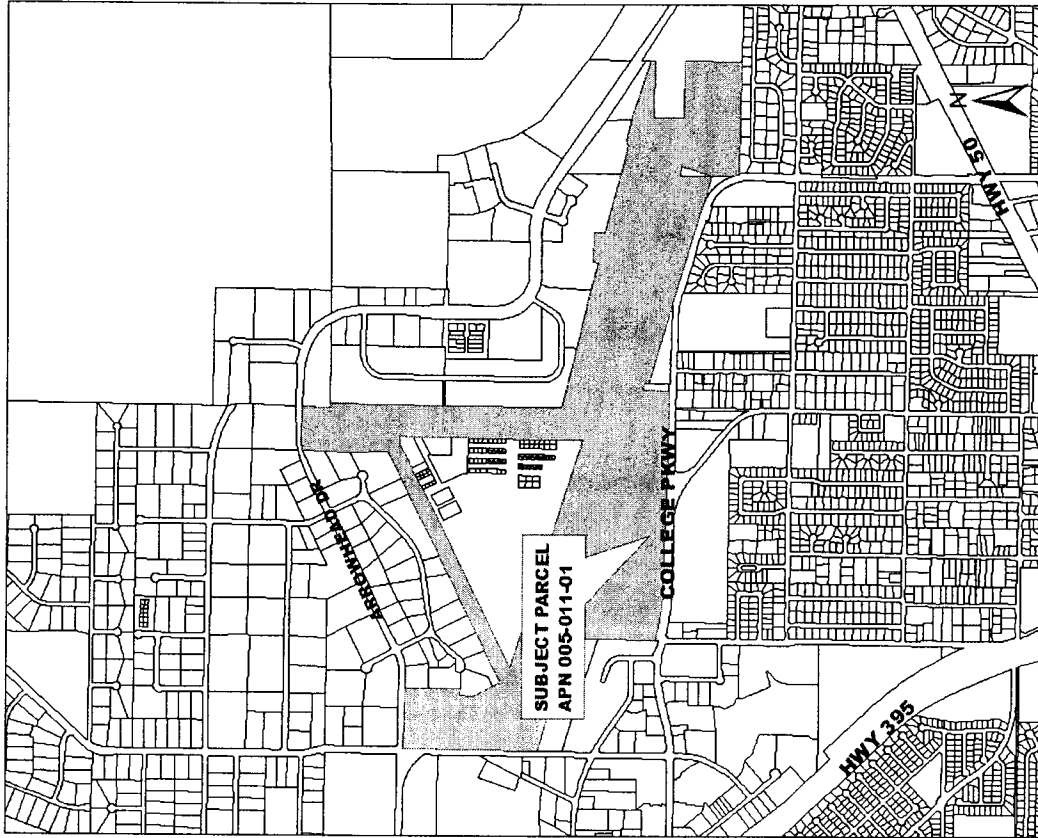 ARROWHEAD DR
SUBJECT PARCEL
APN 005-011-01
COLLEGE PKWY
HWY 50
N
HWY 395